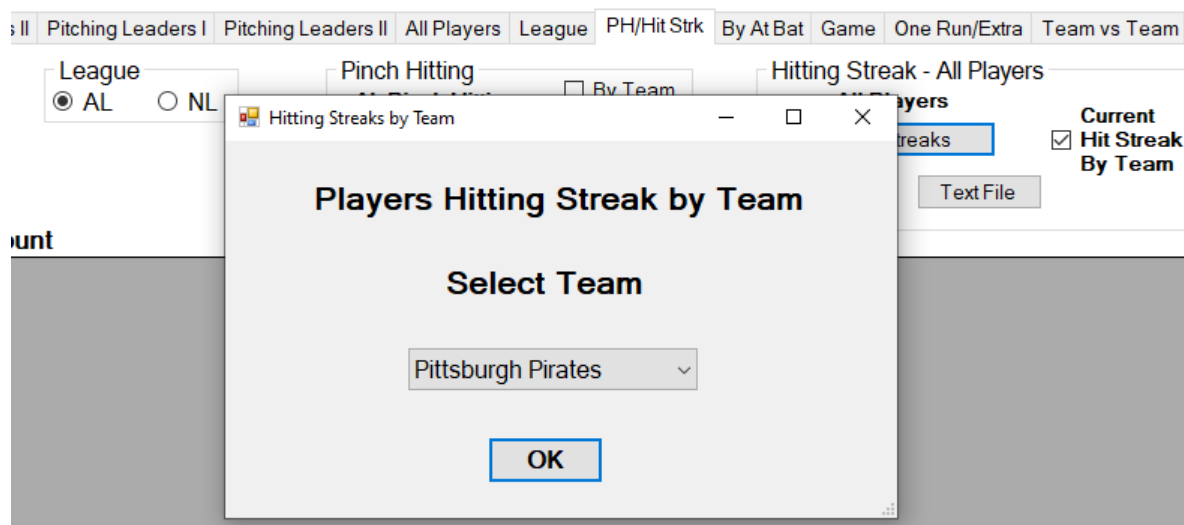 s II Pitching Leaders I Pitching Leaders II All Players League PH/Hit Strk By At Bat Game One Run/Extra Team vs Team
League
AL NL
Pinch Hitting
By Team
Hitting Streak - All Players
ayers
treaks
Current
Hit Streak
By Team
Text File
ount
Hitting Streaks by Team
Players Hitting Streak by Team
Select Team
Pittsburgh Pirates
OK